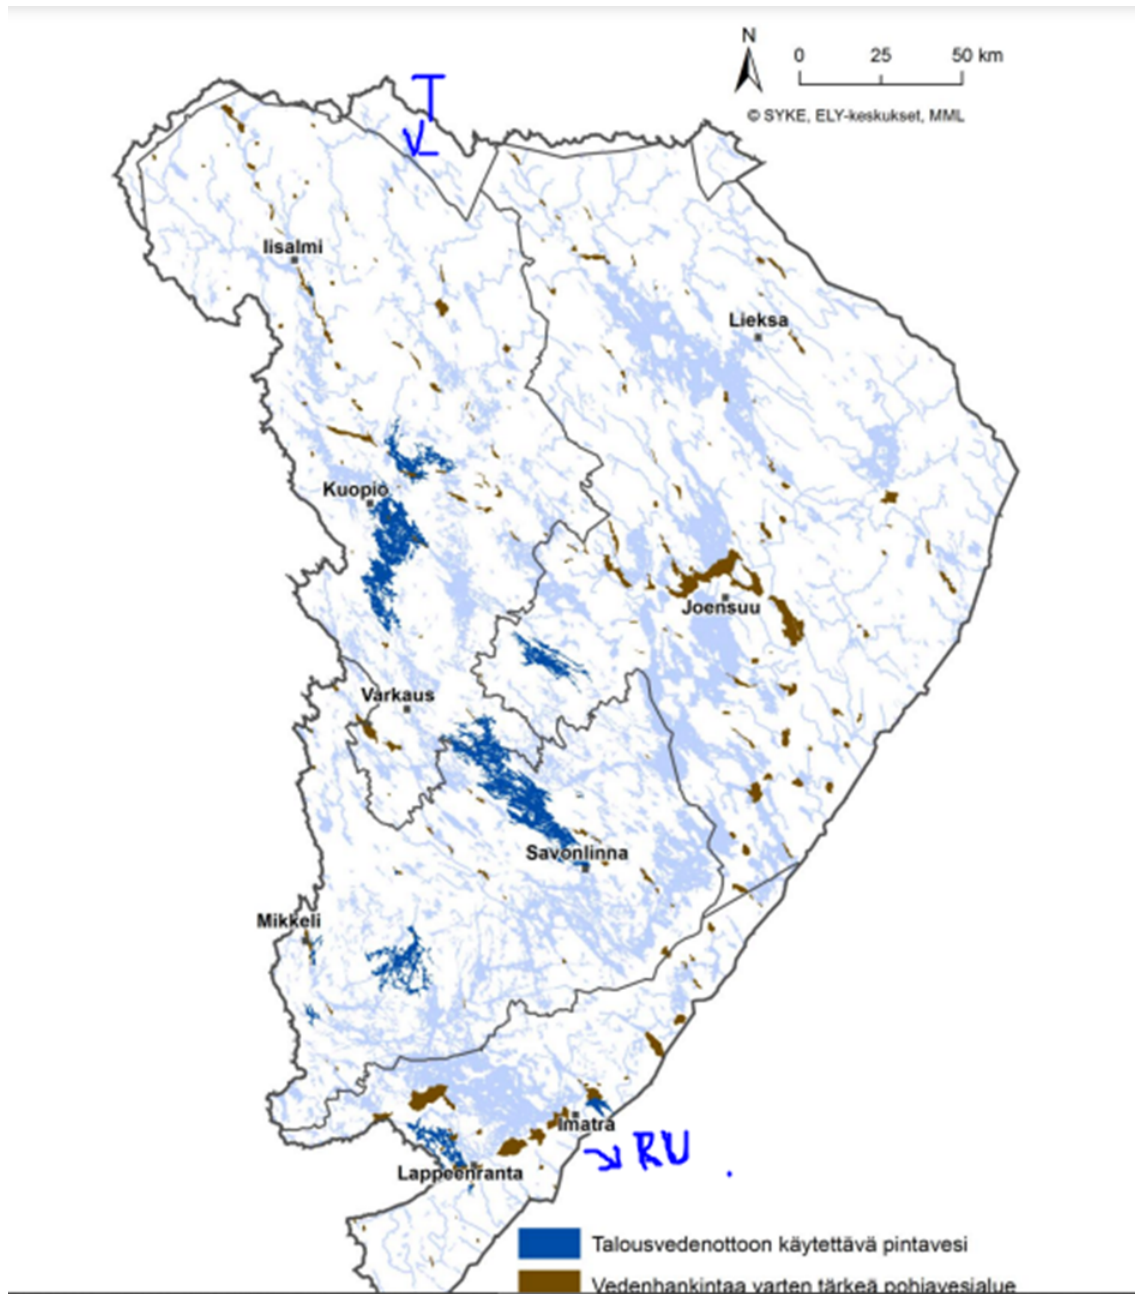 N
0 25 50 km
© SYKE, ELY-keskukset, MML
T
Iisalmi
Lieksa
Kuopio
Joensuu
Varkaus
Savonlinna
Mikkeli
Imatra
RU
Lappeenranta
Talousvedenottoon käytettävä pintavesi
Vedenhankintaa varten tärkeä pohjavesialue